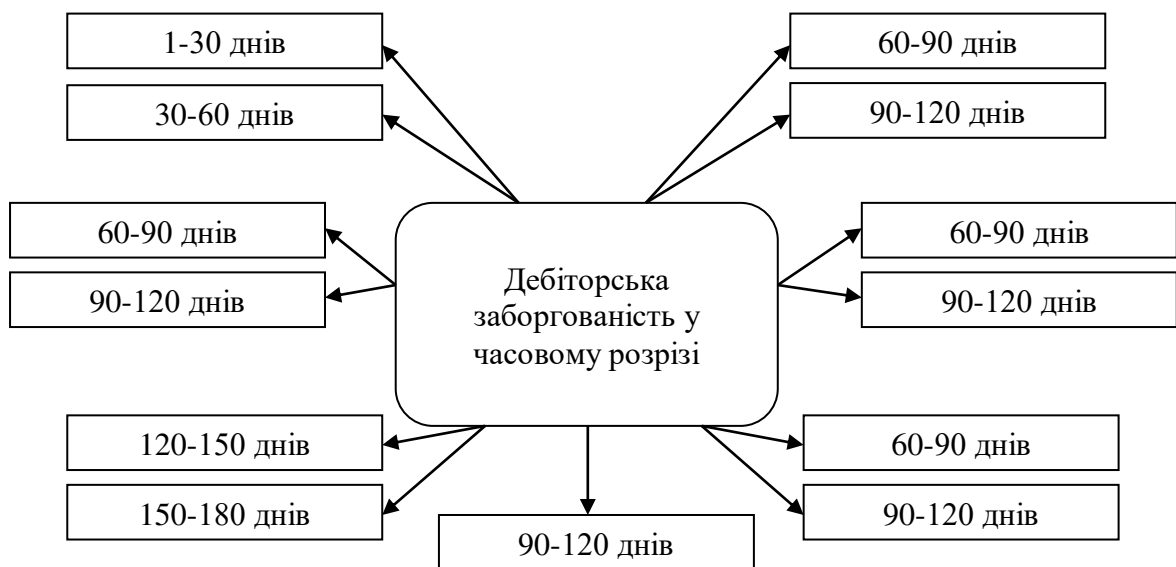 1-30 днів
60-90 днів
30-60 днів
90-120 днів
60-90 днів
60-90 днів
90-120 днів
90-120 днів
Дебіторська
заборгованість у
часовому розрізі
120-150 днів
60-90 днів
150-180 днів
90-120 днів
90-120 днів